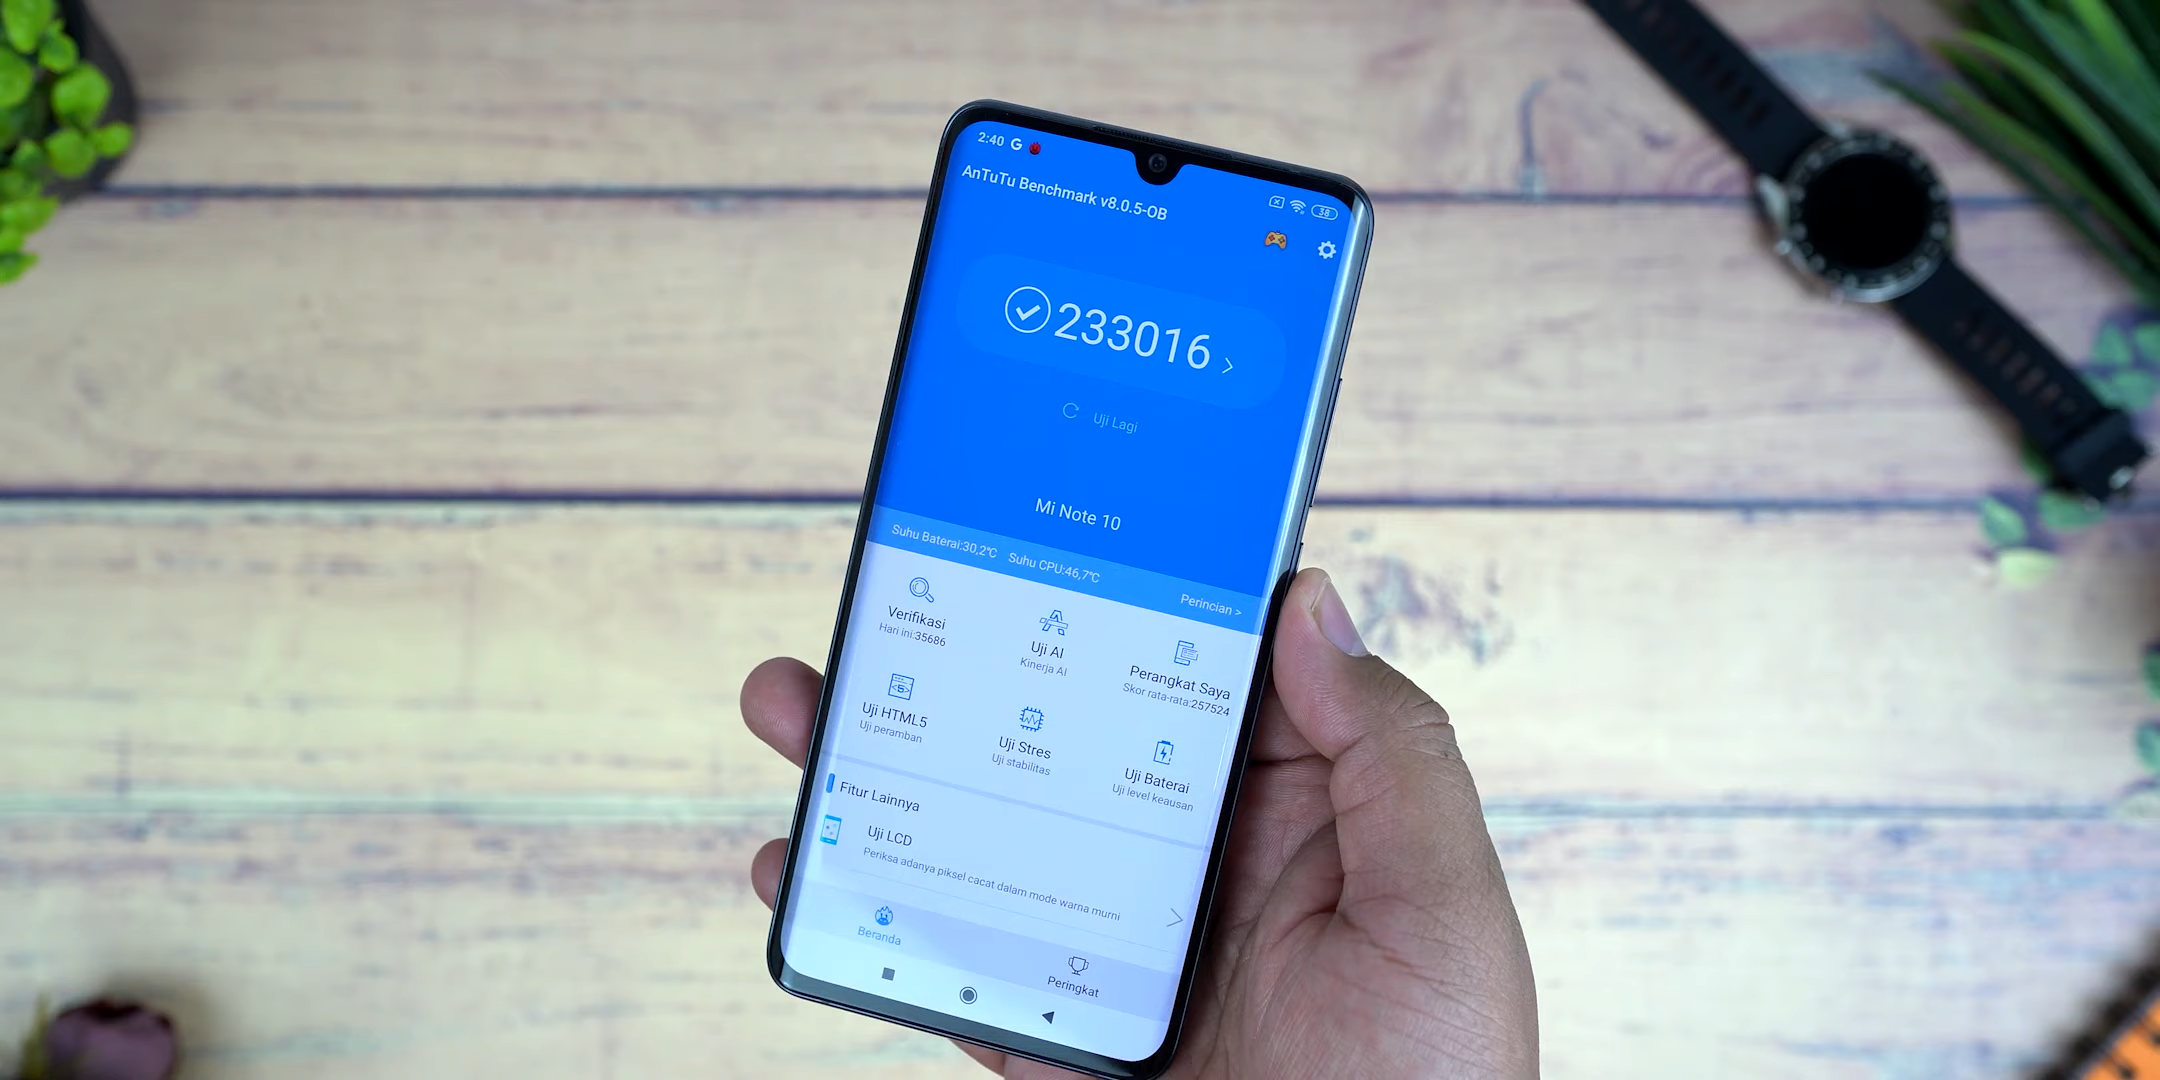 2:40 G
38
AnTuTu Benchmark v8.0.5-OB
233016 >
Uji Lagi
Mi Note 10
Suhu Baterai:30,2℃ Suhu CPU:46,7℃ Perincian >
Verifikasi
Hari ini:35686
Uji AI
Kinerja AI
Perangkat Saya
Skor rata-rata:257524
Uji HTML5
Uji peramban
Uji Stres
Uji stabilitas
Uji Baterai
Uji level keausan
Fitur Lainnya
Uji LCD
Periksa adanya piksel cacat dalam mode warna murni
Beranda
Peringkat